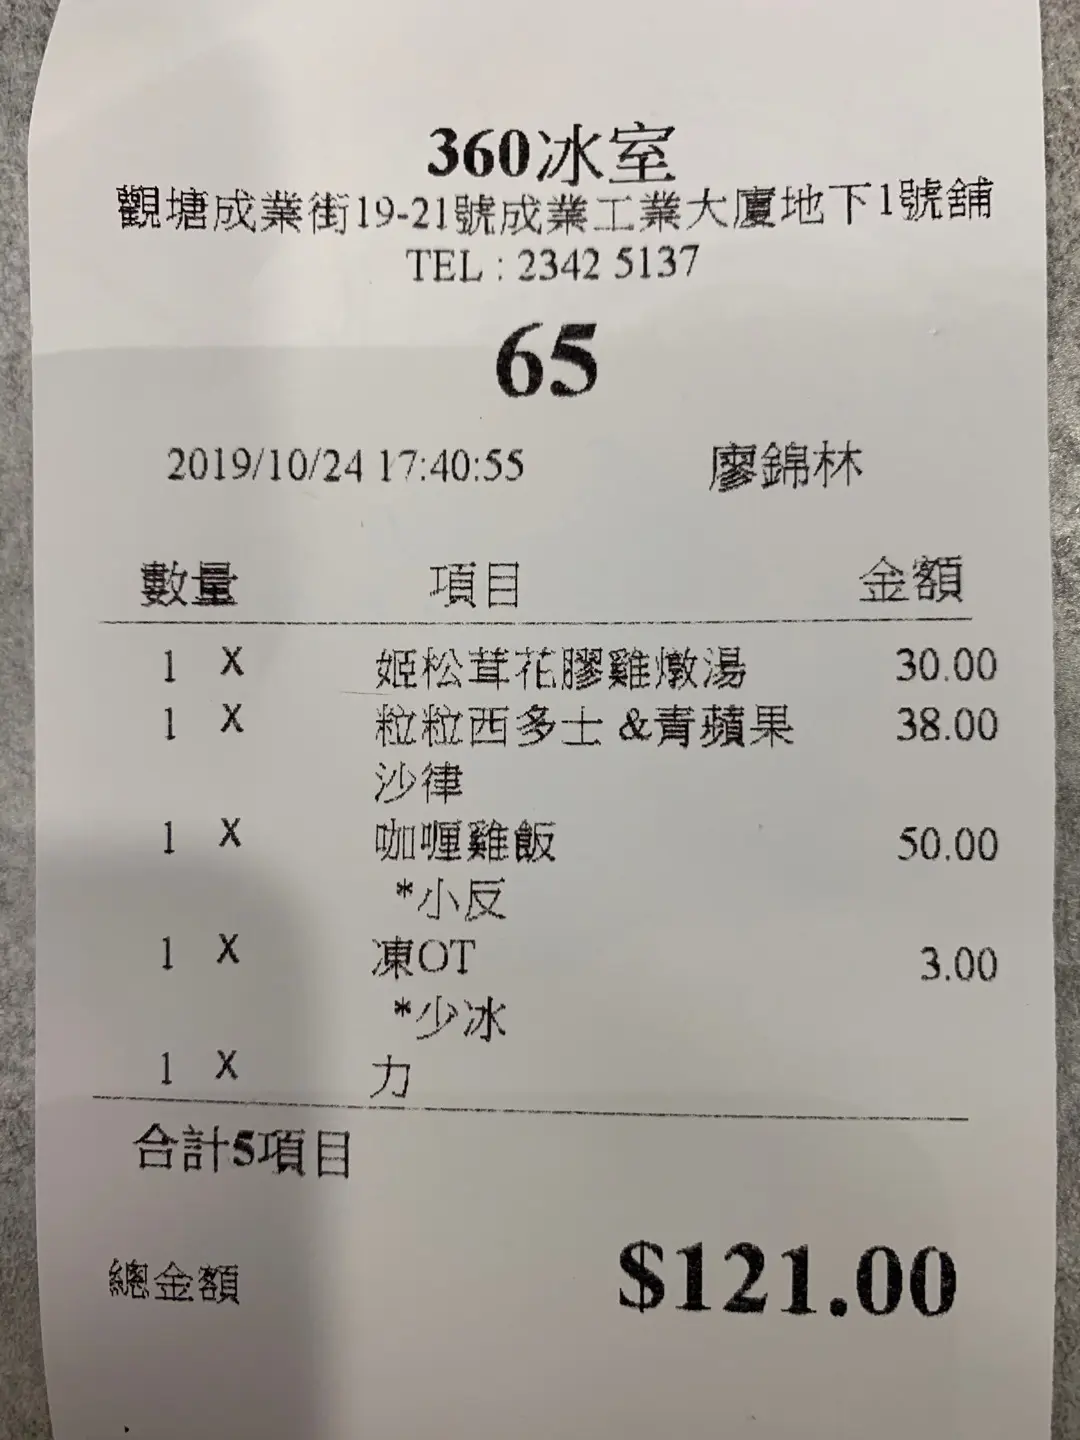 360冰室
觀塘成業街19-21號成業工業大廈地下1號舖
TEL : 2342 5137
65
2019/10/24 17:40:55 廖錦林
數量 項目 金額
1 X 姬松茸花膠雞燉湯 30.00
1 X 粒粒西多士 &青蘋果 38.00
沙律
1 X 咖喱雞飯 50.00
*小反
1 X 凍OT 3.00
*少冰
1 X 力
合計5項目
總金額 $121.00